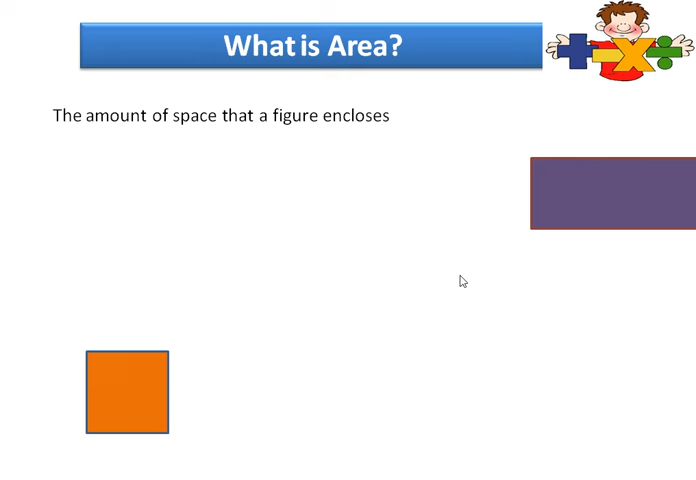 What is Area?
The amount of space that a figure encloses